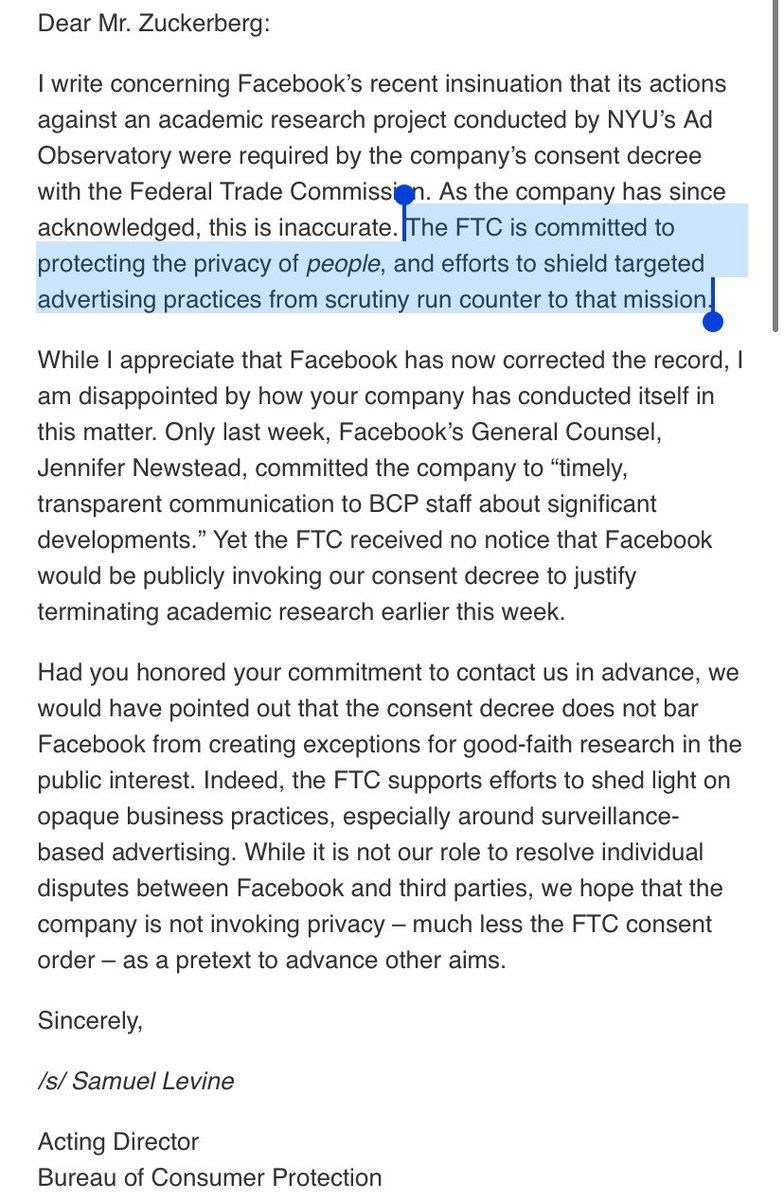 Dear Mr. Zuckerberg:
I write concerning Facebook’s recent insinuation that its actions
against an academic research project conducted by NYU’s Ad
Observatory were required by the company’s consent decree
with the Federal Trade Commission. As the company has since
acknowledged, this is inaccurate. The FTC is committed to
protecting the privacy of people, and efforts to shield targeted
advertising practices from scrutiny run counter to that mission.
While I appreciate that Facebook has now corrected the record, I
am disappointed by how your company has conducted itself in
this matter. Only last week, Facebook’s General Counsel,
Jennifer Newstead, committed the company to “timely,
transparent communication to BCP staff about significant
developments.” Yet the FTC received no notice that Facebook
would be publicly invoking our consent decree to justify
terminating academic research earlier this week.
Had you honored your commitment to contact us in advance, we
would have pointed out that the consent decree does not bar
Facebook from creating exceptions for good-faith research in the
public interest. Indeed, the FTC supports efforts to shed light on
opaque business practices, especially around surveillance-
based advertising. While it is not our role to resolve individual
disputes between Facebook and third parties, we hope that the
company is not invoking privacy – much less the FTC consent
order – as a pretext to advance other aims.
Sincerely,
/s/ Samuel Levine
Acting Director
Bureau of Consumer Protection